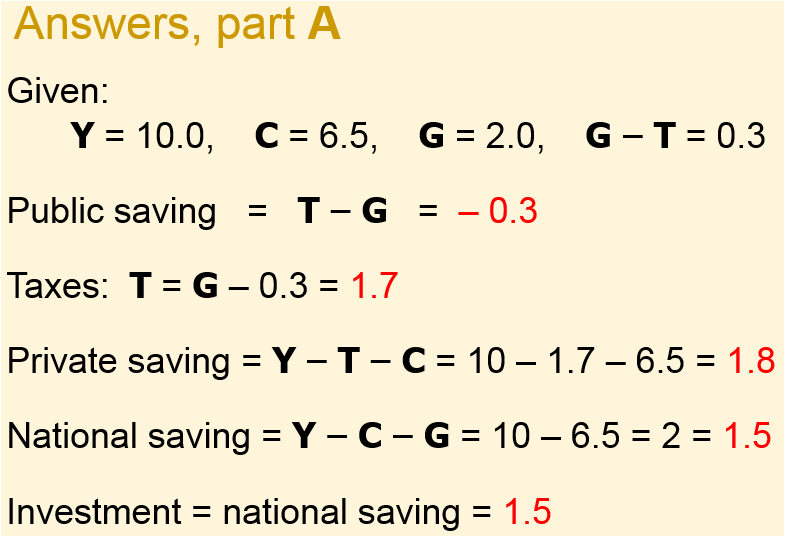 Answers, part A
Given:
Y = 10.0, C = 6.5, G = 2.0, G – T = 0.3
Public saving = T – G = – 0.3
Taxes: T = G – 0.3 = 1.7
Private saving = Y – T – C = 10 – 1.7 – 6.5 = 1.8
National saving = Y – C – G = 10 – 6.5 = 2 = 1.5
Investment = national saving = 1.5